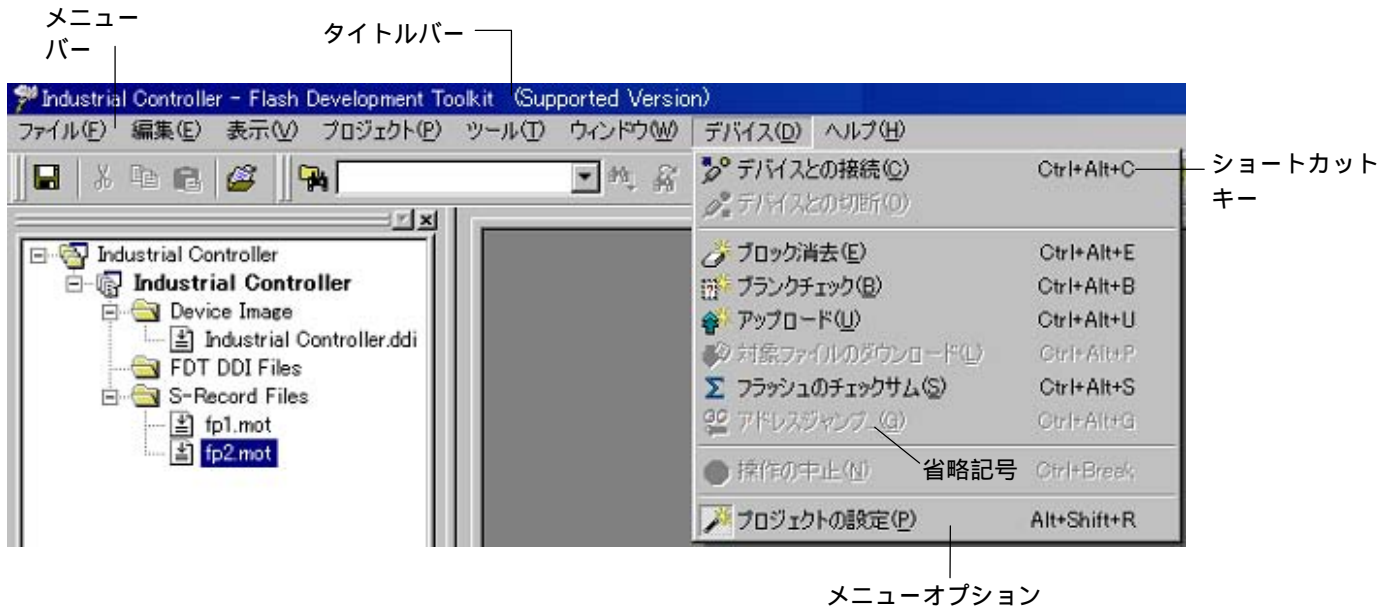 メニュー
バー
タイトルバー
Industrial Controller - Flash Development Toolkit (Supported Version)
ファイル(F) 編集(E) 表示(V) プロジェクト(P) ツール(T) ウィンドウ(W) デバイス(D) ヘルプ(H)
デバイスとの接続(C) Ctrl+Alt+C
ショートカット
キー
デバイスとの切断(O)
ブロック消去(E) Ctrl+Alt+E
ブランクチェック(B) Ctrl+Alt+B
アップロード(U) Ctrl+Alt+U
対象ファイルのダウンロード(L) Ctrl+Alt+P
フラッシュのチェックサム(S) Ctrl+Alt+S
アドレスジャンプ...(G) Ctrl+Alt+G
省略記号
操作の中止(N) Ctrl+Break
プロジェクトの設定(P) Alt+Shift+R
メニューオプション
Industrial Controller
Industrial Controller
Device Image
Industrial Controller.ddi
FDT DDI Files
S-Record Files
fp1.mot
fp2.mot